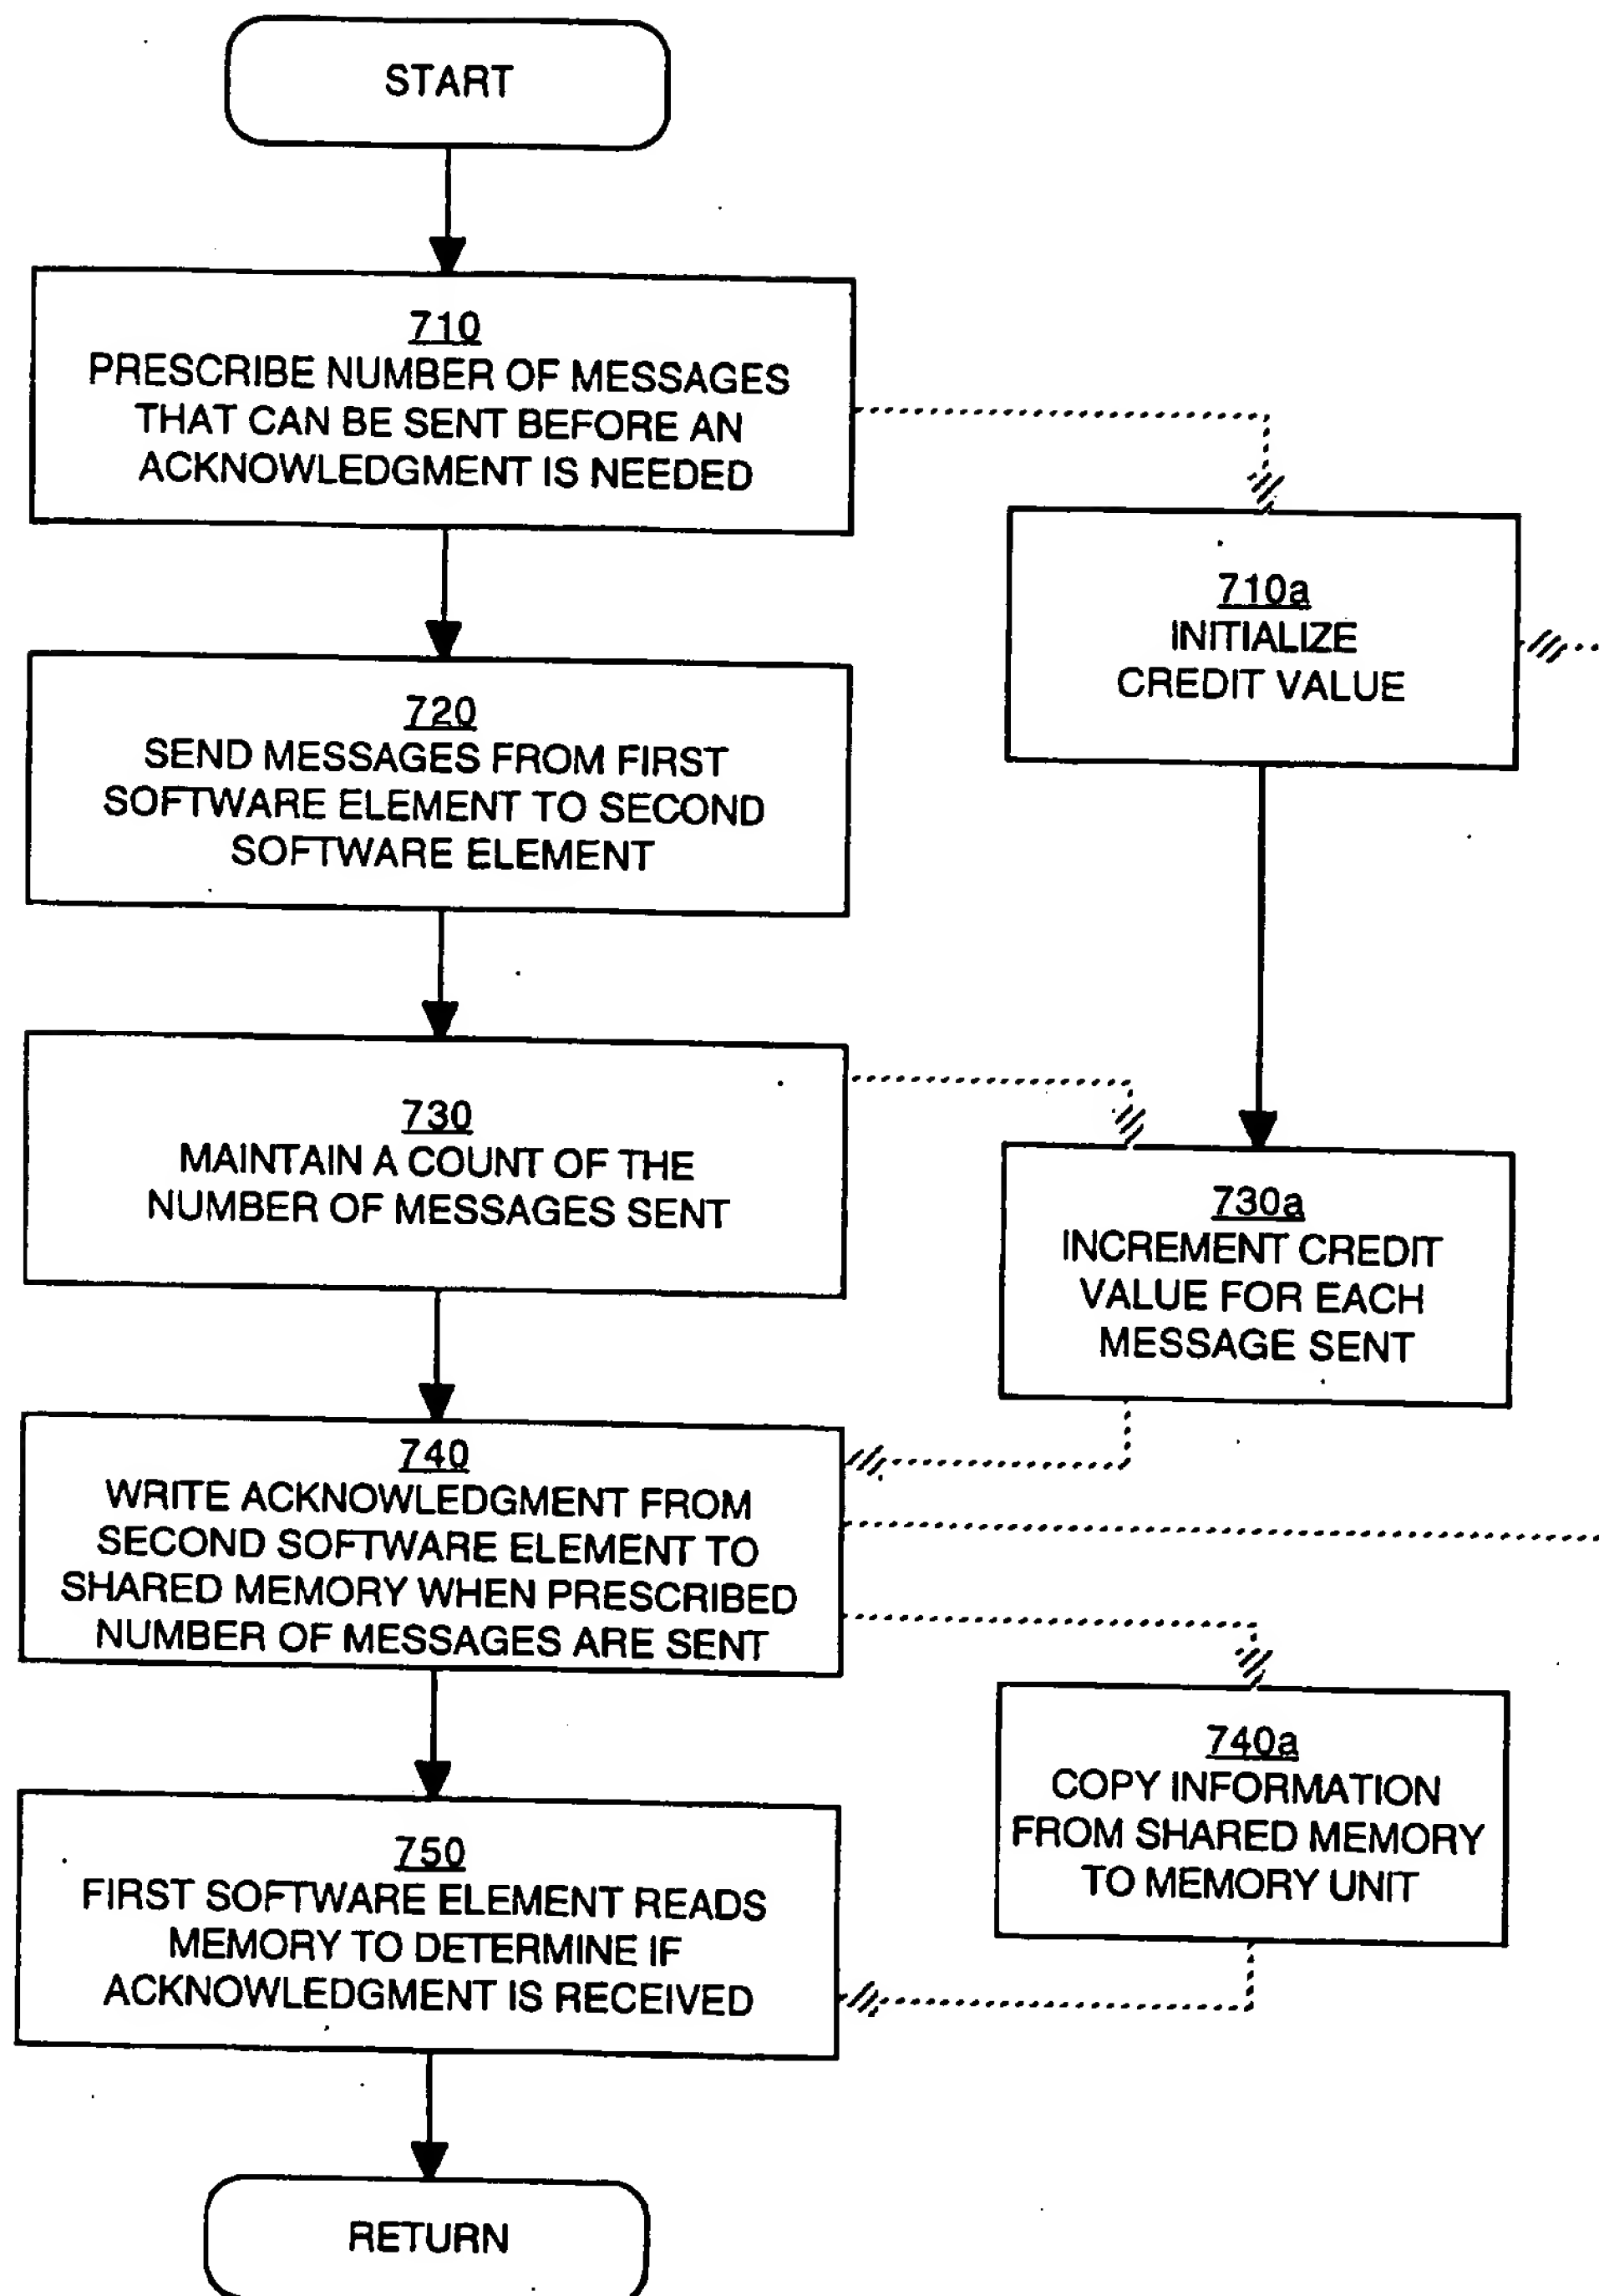 START
710
PRESCRIBE NUMBER OF MESSAGES
THAT CAN BE SENT BEFORE AN
ACKNOWLEDGMENT IS NEEDED
710a
INITIALIZE
CREDIT VALUE
720
SEND MESSAGES FROM FIRST
SOFTWARE ELEMENT TO SECOND
SOFTWARE ELEMENT
730
MAINTAIN A COUNT OF THE
NUMBER OF MESSAGES SENT
730a
INCREMENT CREDIT
VALUE FOR EACH
MESSAGE SENT
740
WRITE ACKNOWLEDGMENT FROM
SECOND SOFTWARE ELEMENT TO
SHARED MEMORY WHEN PRESCRIBED
NUMBER OF MESSAGES ARE SENT
740a
COPY INFORMATION
FROM SHARED MEMORY
TO MEMORY UNIT
750
FIRST SOFTWARE ELEMENT READS
MEMORY TO DETERMINE IF
ACKNOWLEDGMENT IS RECEIVED
RETURN